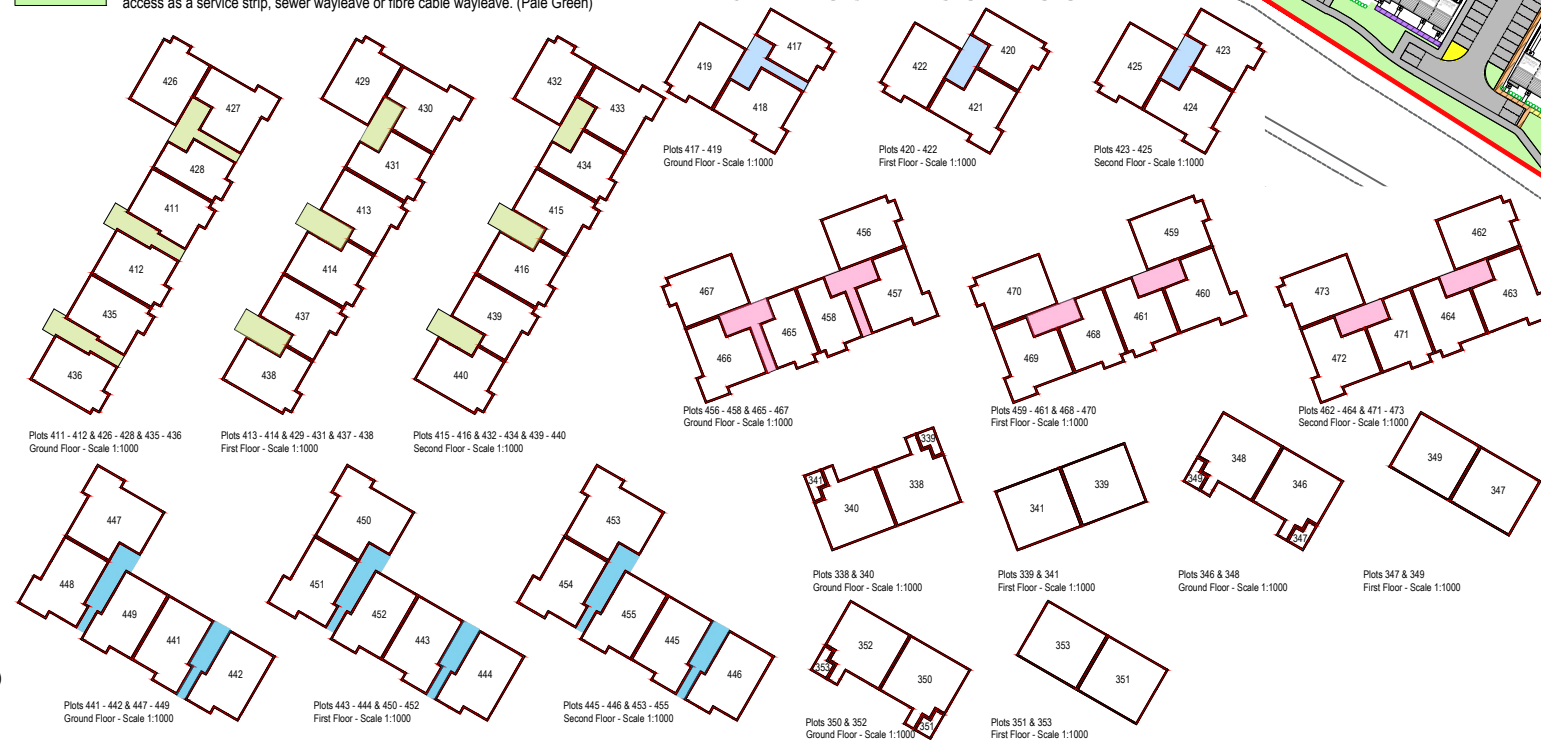 access as a service strip, sewer wayleave or fibre cable wayleave. (Pale Green)
426
427
428
411
412
435
436
Plots 411 - 412 & 426 - 428 & 435 - 436
Ground Floor - Scale 1:1000
429
430
431
413
414
437
438
Plots 413 - 414 & 429 - 431 & 437 - 438
First Floor - Scale 1:1000
432
433
434
415
416
439
440
Plots 415 - 416 & 432 - 434 & 439 - 440
Second Floor - Scale 1:1000
417
419
418
Plots 417 - 419
Ground Floor - Scale 1:1000
420
422
421
Plots 420 - 422
First Floor - Scale 1:1000
423
425
424
Plots 423 - 425
Second Floor - Scale 1:1000
456
467
457
465
458
466
Plots 456 - 458 & 465 - 467
Ground Floor - Scale 1:1000
459
470
460
461
468
469
Plots 459 - 461 & 468 - 470
First Floor - Scale 1:1000
462
473
463
464
471
472
Plots 462 - 464 & 471 - 473
Second Floor - Scale 1:1000
339
341
338
340
Plots 338 & 340
Ground Floor - Scale 1:1000
339
341
Plots 339 & 341
First Floor - Scale 1:1000
348
349
346
347
Plots 346 & 348
Ground Floor - Scale 1:1000
349
347
Plots 347 & 349
First Floor - Scale 1:1000
447
448
449
441
442
Plots 441 - 442 & 447 - 449
Ground Floor - Scale 1:1000
450
451
452
443
444
Plots 443 - 444 & 450 - 452
First Floor - Scale 1:1000
453
454
455
445
446
Plots 445 - 446 & 453 - 455
Second Floor - Scale 1:1000
352
353
350
351
Plots 350 & 352
Ground Floor - Scale 1:1000
353
351
Plots 351 & 353
First Floor - Scale 1:1000